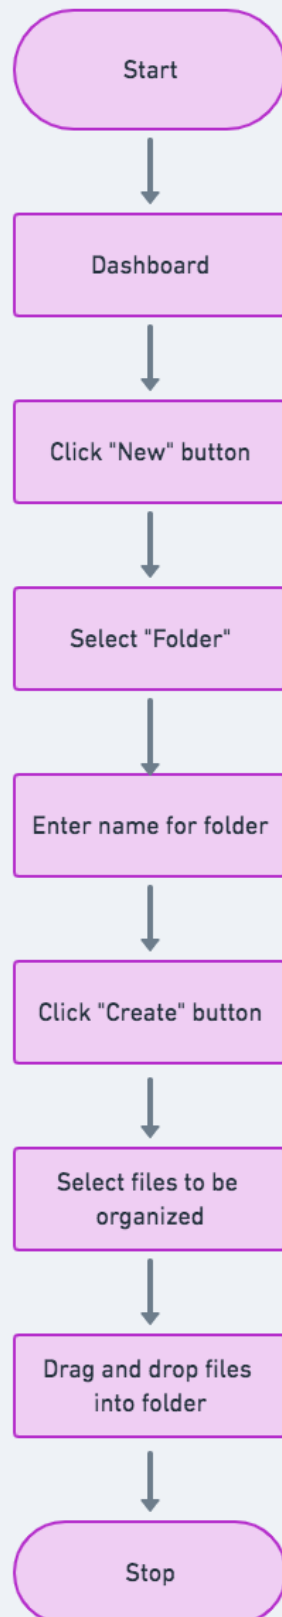 Start
Dashboard
Click "New" button
Select "Folder"
Enter name for folder
Click "Create" button
Select files to be
organized
Drag and drop files
into folder
Stop